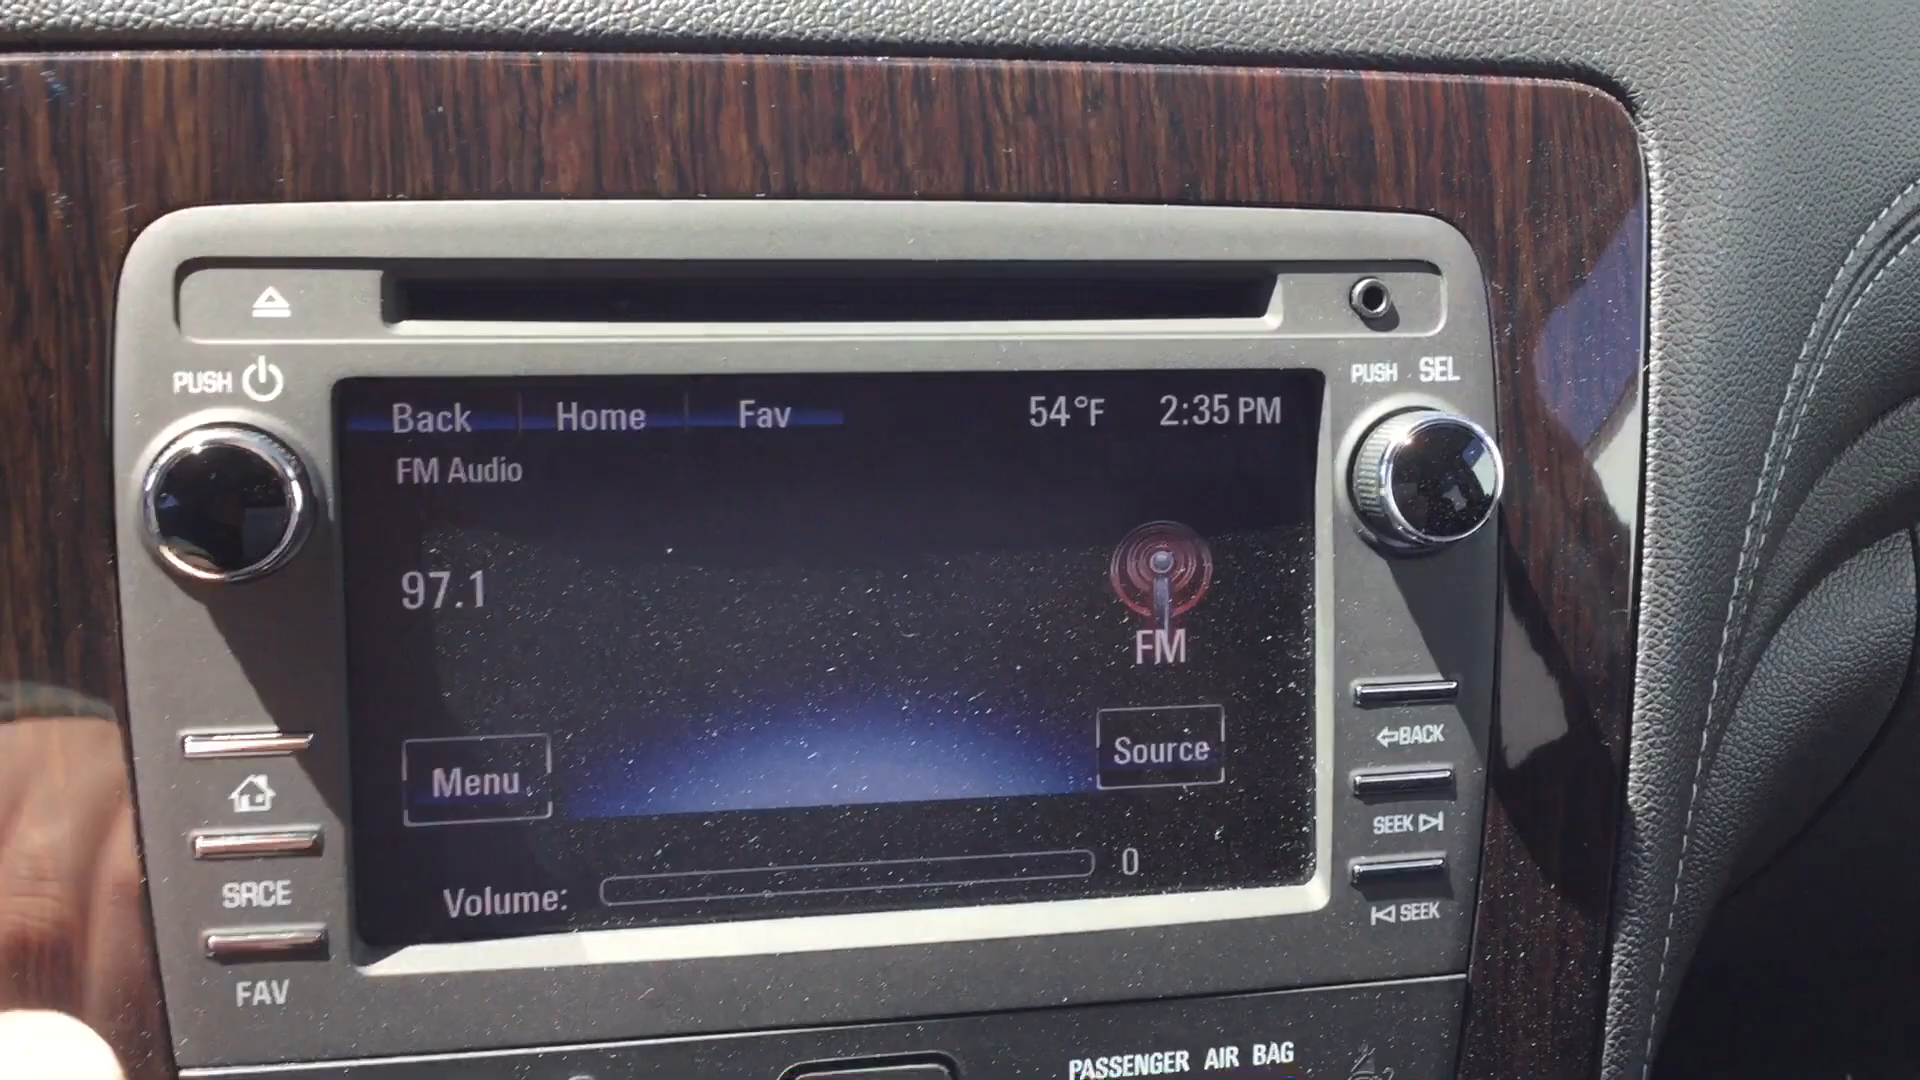 PUSH
PUSH SEL
Back Home Fav 54°F 2:35 PM
FM Audio
97.1
FM
Menu
Source
Volume: 0
SRCE
FAV
BACK
SEEK
SEEK
PASSENGER AIR BAG